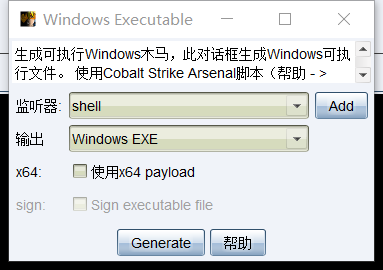 Windows Executable
生成可执行Windows木马，此对话框生成Windows可执
行文件。 使用Cobalt Strike Arsenal脚本（帮助 - >
监听器: shell Add
输出 Windows EXE
x64: 使用x64 payload
sign: Sign executable file
Generate 帮助